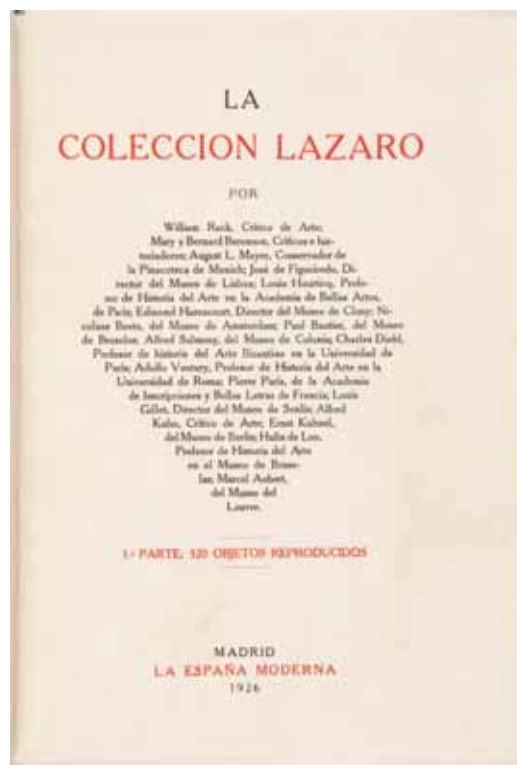 LA
COLECCION LAZARO
POR
William Ruck, Crítico de Arte;
Mary y Bernard Berenson, Críticos e his-
toriadores; August L. Mayer, Conservador de
la Pinacoteca de Munich; José de Figueiredo, Di-
rector del Museo de Lisboa; Louis Hourticq, Profe-
sor de Historia del Arte en la Academia de Bellas Artes,
de París; Edmond Haraucourt, Director del Museo de Cluny; Ni-
colaas Beets, del Museo de Amsterdam; Paul Bautier, del Museo
de Bruselas; Alfred Salmony, del Museo de Colonia; Charles Diehl,
Profesor de historia del Arte Bizantino en la Universidad de
París; Adolfo Ventury, Profesor de Historia del Arte en la
Universidad de Roma; Pierre París, de la Academia
de Inscripciones y Bellas Letras de Francia; Louis
Gillet, Director del Museo de Senlis; Alfred
Kuhn, Crítico de Arte; Ernst Kuhnel,
del Museo de Berlín; Hulin de Loo,
Profesor de Historia del Arte
en el Museo de Bruse-
las; Marcel Aubert,
del Museo del
Louvre.
1.ª PARTE: 520 OBJETOS REPRODUCIDOS
MADRID
LA ESPAÑA MODERNA
1926